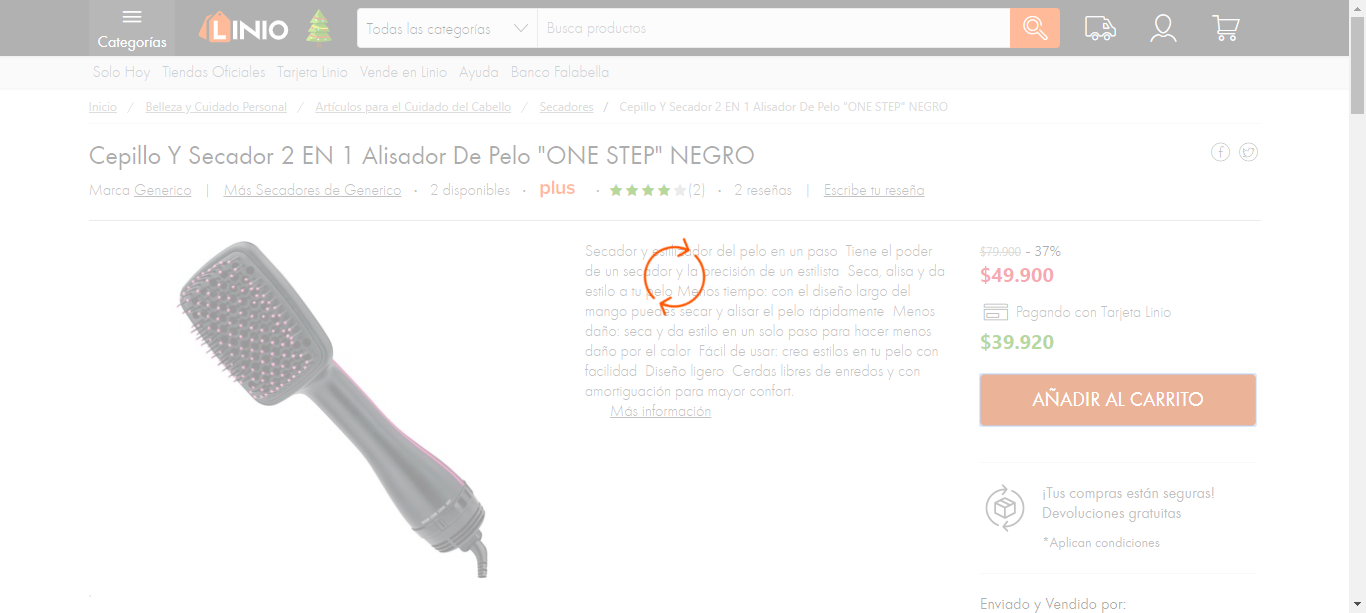 Categorías
LINIO
Todas las categorías
Busca productos
Solo Hoy Tiendas Oficiales Tarjeta Linio Vende en Linio Ayuda Banco Falabella
Inicio / Belleza y Cuidado Personal / Artículos para el Cuidado del Cabello / Secadores / Cepillo Y Secador 2 EN 1 Alisador De Pelo "ONE STEP" NEGRO
Cepillo Y Secador 2 EN 1 Alisador De Pelo "ONE STEP" NEGRO
Marca Generico | Más Secadores de Generico · 2 disponibles · plus · (2) · 2 reseñas | Escribe tu reseña
Secador y estilizador del pelo en un paso Tiene el poder
de un secador y la precisión de un estilista Seca, alisa y da
estilo a tu pelo Menos tiempo: con el diseño largo del
mango puedes secar y alisar el pelo rápidamente Menos
daño: seca y da estilo en un solo paso para hacer menos
daño por el calor Fácil de usar: crea estilos en tu pelo con
facilidad Diseño ligero Cerdas libres de enredos y con
amortiguación para mayor confort.
Más información
$79.900 - 37%
$49.900
Pagando con Tarjeta Linio
$39.920
AÑADIR AL CARRITO
¡Tus compras están seguras!
Devoluciones gratuitas
*Aplican condiciones
Enviado y Vendido por: